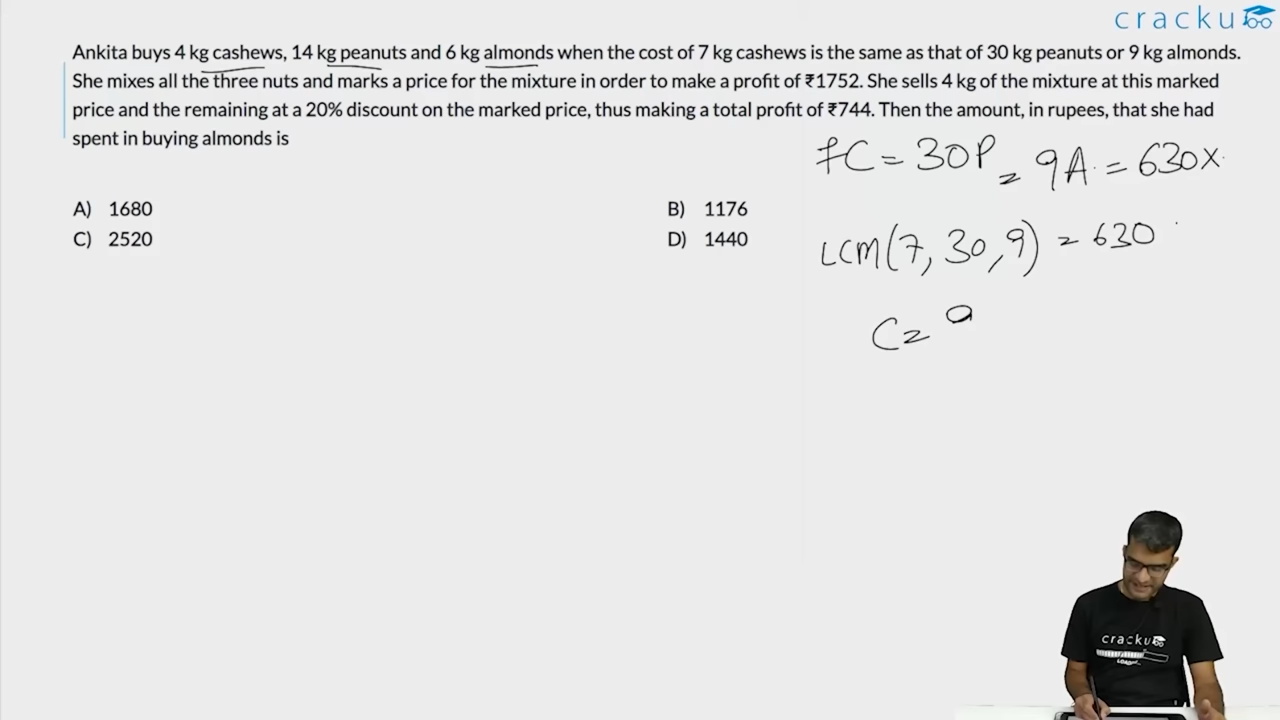 cracku
Ankita buys 4 kg cashews, 14 kg peanuts and 6 kg almonds when the cost of 7 kg cashews is the same as that of 30 kg peanuts or 9 kg almonds.
She mixes all the three nuts and marks a price for the mixture in order to make a profit of ₹1752. She sells 4 kg of the mixture at this marked
price and the remaining at a 20% discount on the marked price, thus making a total profit of ₹744. Then the amount, in rupees, that she had
spent in buying almonds is
7C = 30P = 9A = 630x
A) 1680
B) 1176
C) 2520
D) 1440
LCM(7, 30, 9) = 630
C = 9
cracku
LOADING...